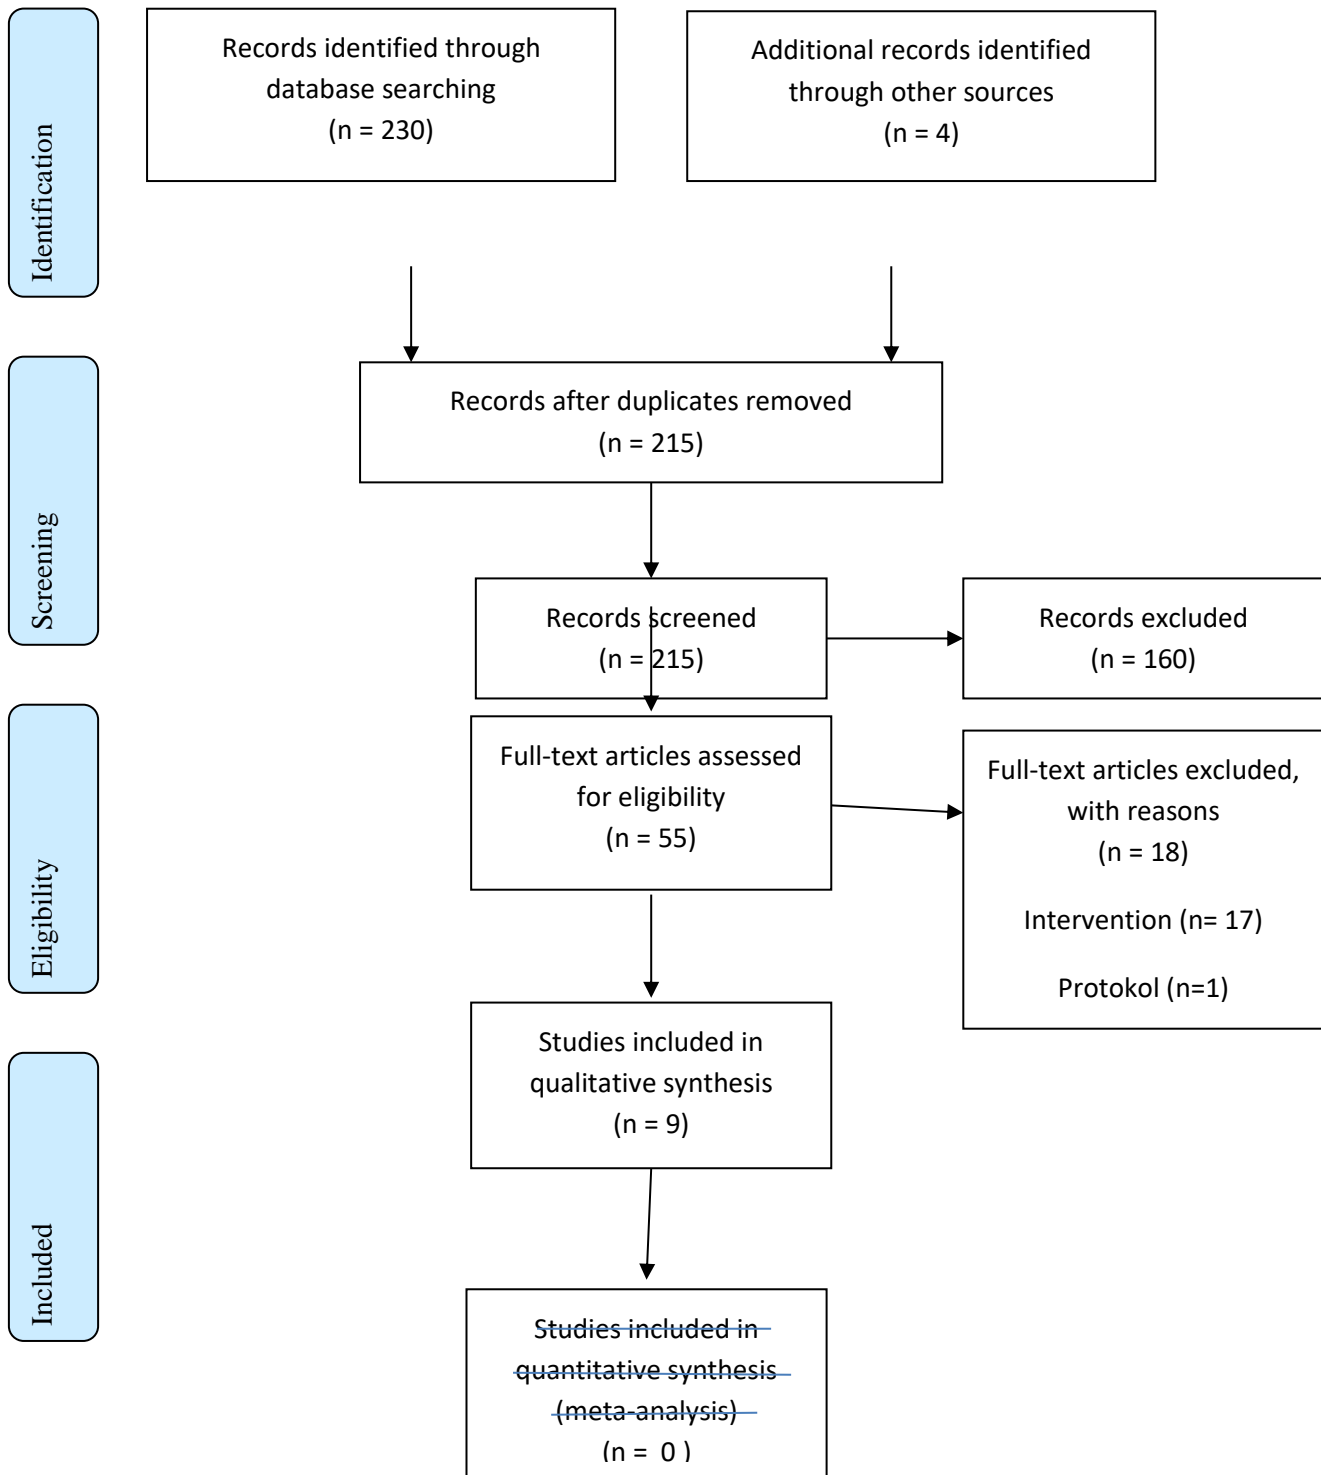 Identification
Records identified through
database searching
(n = 230)
Additional records identified
through other sources
(n = 4)
Records after duplicates removed
(n = 215)
Screening
Records screened
(n = 215)
Records excluded
(n = 160)
Eligibility
Full-text articles assessed
for eligibility
(n = 55)
Full-text articles excluded,
with reasons
(n = 18)
Intervention (n= 17)
Protokol (n=1)
Included
Studies included in
qualitative synthesis
(n = 9)
Studies included in
quantitative synthesis
(meta-analysis)
(n =  0 )